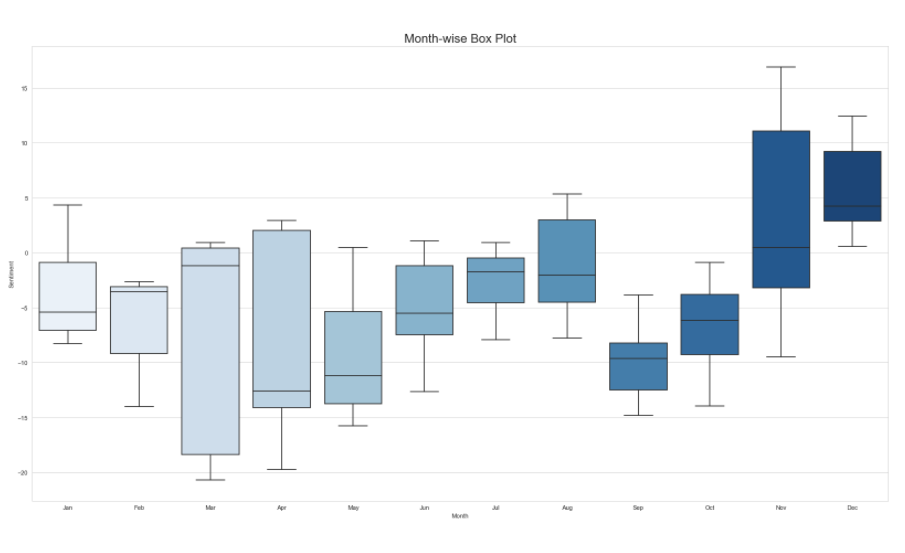 Month-wise Box Plot
15
10
5
0
−5
−10
−15
−20
Sentiment
Jan Feb Mar Apr May Jun Jul Aug Sep Oct Nov Dec
Month